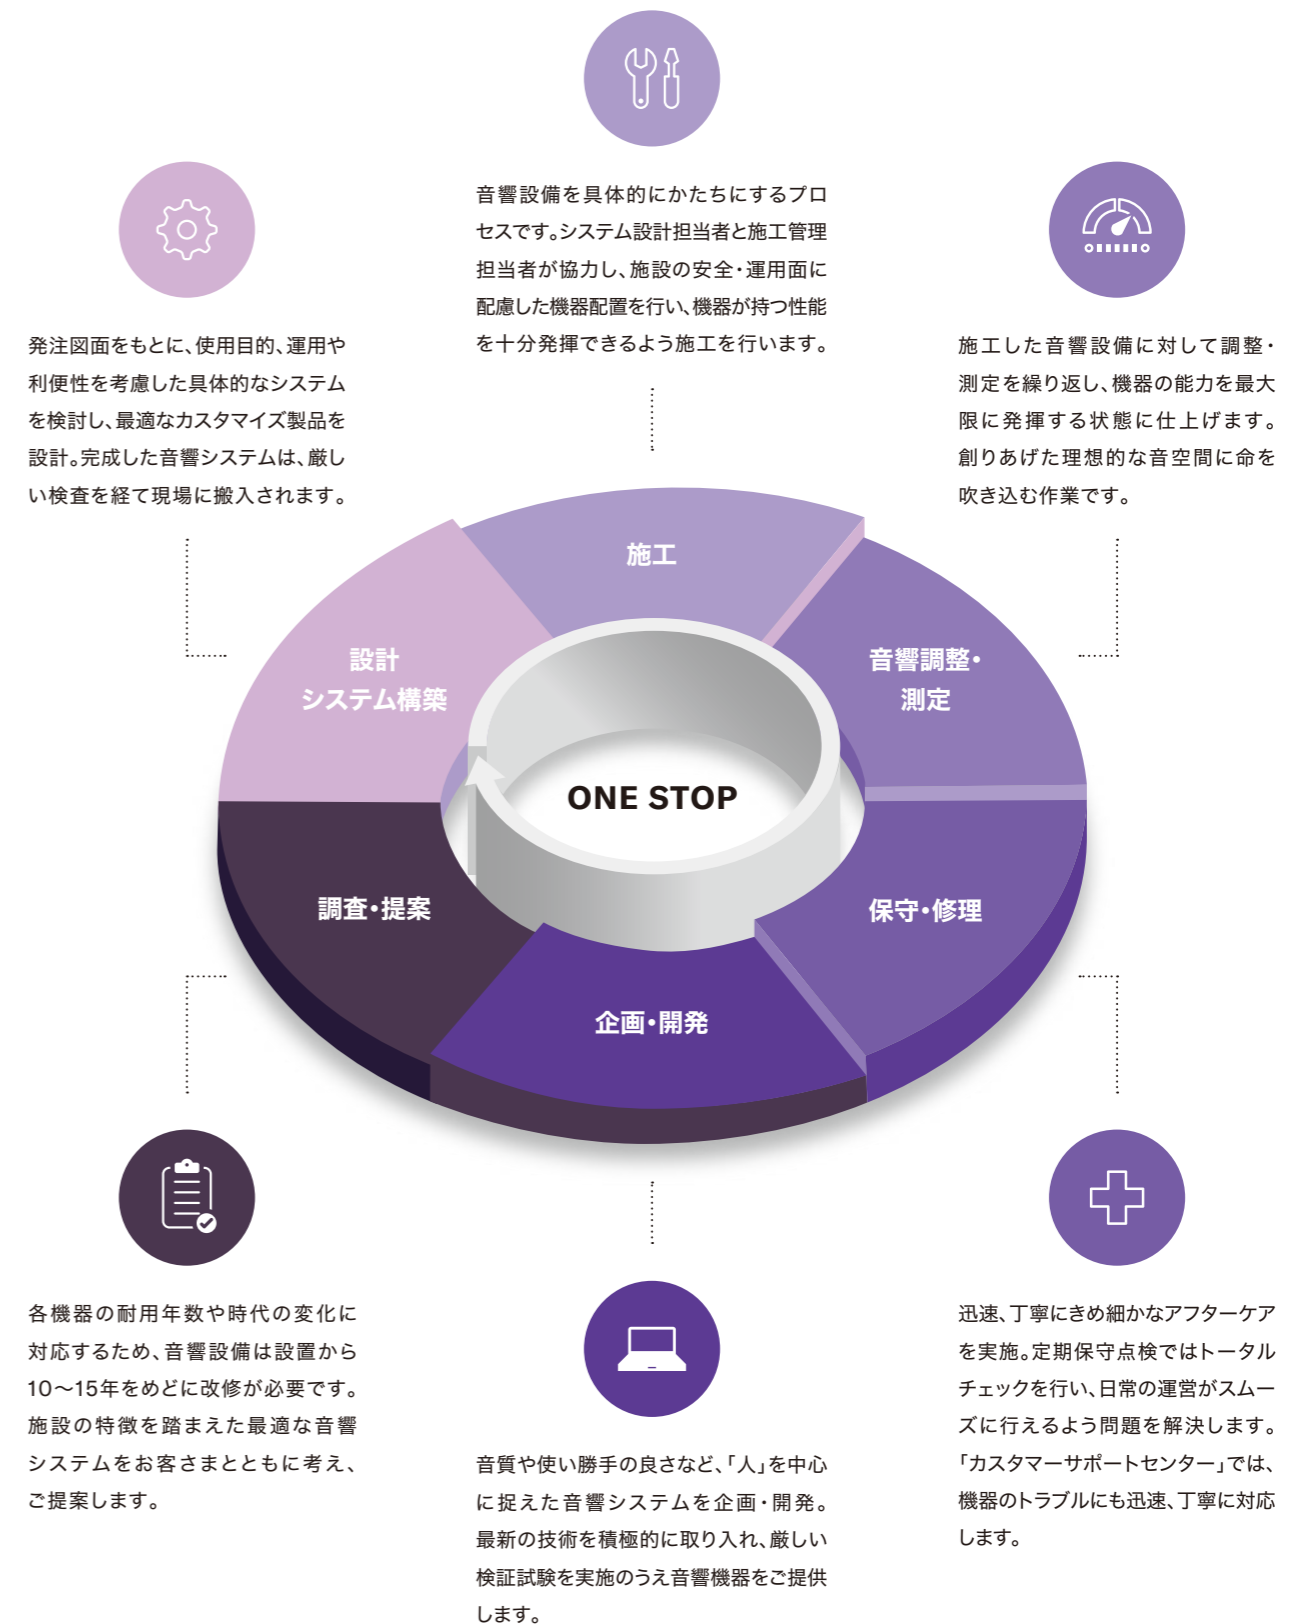 音響設備を具体的にかたちにするプロ
セスです。システム設計担当者と施工管理
担当者が協力し、施設の安全・運用面に
配慮した機器配置を行い、機器が持つ性能
を十分発揮できるよう施工を行います。
発注図面をもとに、使用目的、運用や
利便性を考慮した具体的なシステム
を検討し、最適なカスタマイズ製品を
設計。完成した音響システムは、厳し
い検査を経て現場に搬入されます。
施工した音響設備に対して調整・
測定を繰り返し、機器の能力を最大
限に発揮する状態に仕上げます。
創りあげた理想的な音空間に命を
吹き込む作業です。
施工
設計
システム構築
音響調整・
測定
ONE STOP
調査・提案
保守・修理
企画・開発
各機器の耐用年数や時代の変化に
対応するため、音響設備は設置から
10〜15年をめどに改修が必要です。
施設の特徴を踏まえた最適な音響
システムをお客さまとともに考え、
ご提案します。
音質や使い勝手の良さなど、「人」を中心
に捉えた音響システムを企画・開発。
最新の技術を積極的に取り入れ、厳しい
検証試験を実施のうえ音響機器をご提供
します。
迅速、丁寧にきめ細かなアフターケア
を実施。定期保守点検ではトータル
チェックを行い、日常の運営がスムー
ズに行えるよう問題を解決します。
「カスタマーサポートセンター」では、
機器のトラブルにも迅速、丁寧に対応
します。